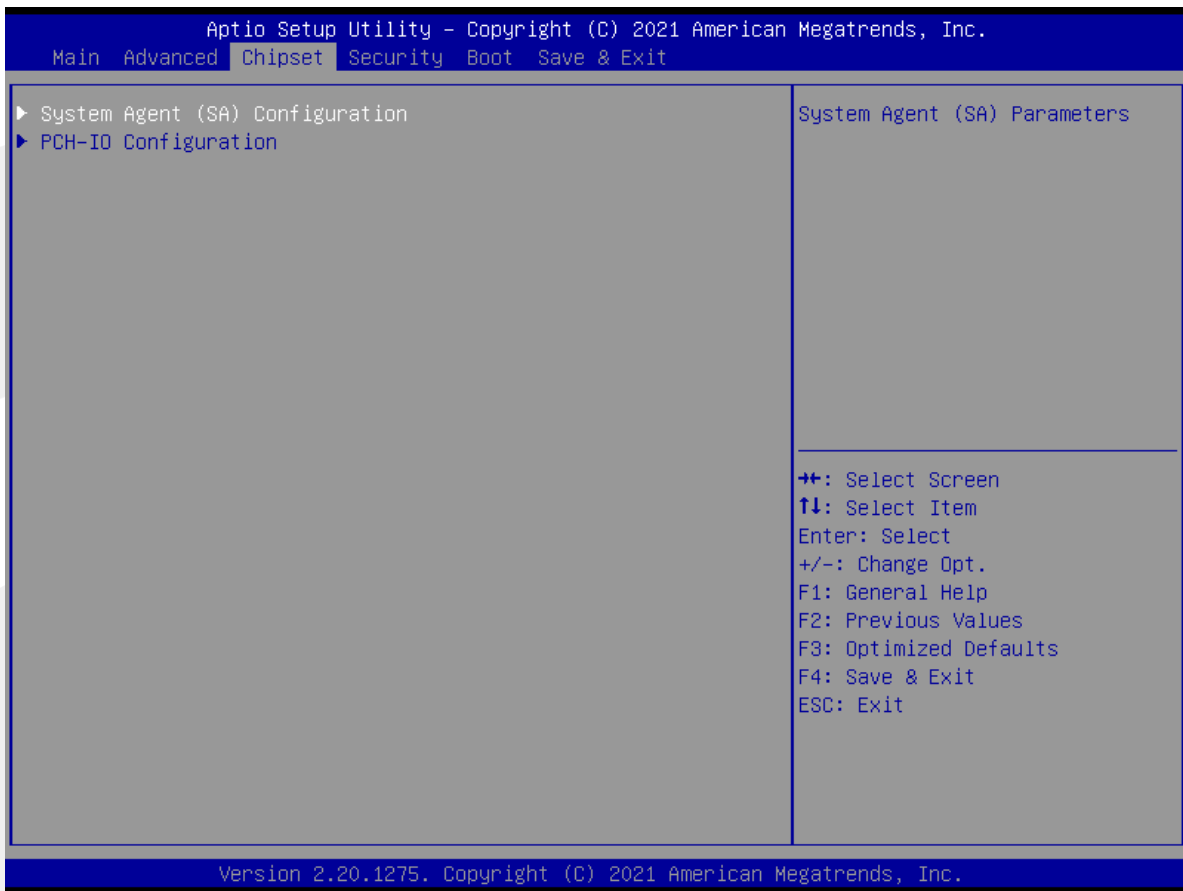 Aptio Setup Utility – Copyright (C) 2021 American Megatrends, Inc.
Main Advanced Chipset Security Boot Save & Exit
▶ System Agent (SA) Configuration
▶ PCH-IO Configuration
System Agent (SA) Parameters
→←: Select Screen
↑↓: Select Item
Enter: Select
+/-: Change Opt.
F1: General Help
F2: Previous Values
F3: Optimized Defaults
F4: Save & Exit
ESC: Exit
Version 2.20.1275. Copyright (C) 2021 American Megatrends, Inc.